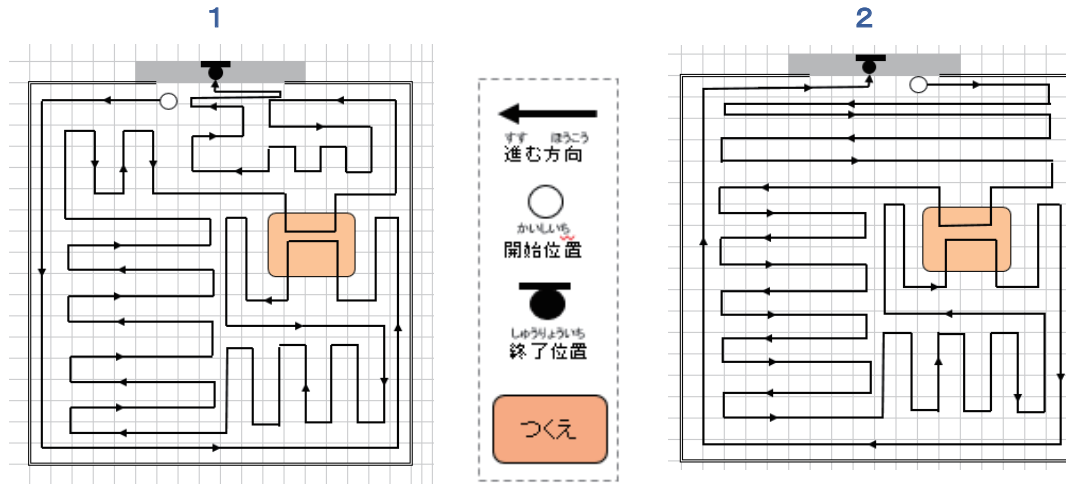 1
2
すす ほうこう
進む方向
かいしいち
開始位置
しゅうりょういち
終了位置
つくえ